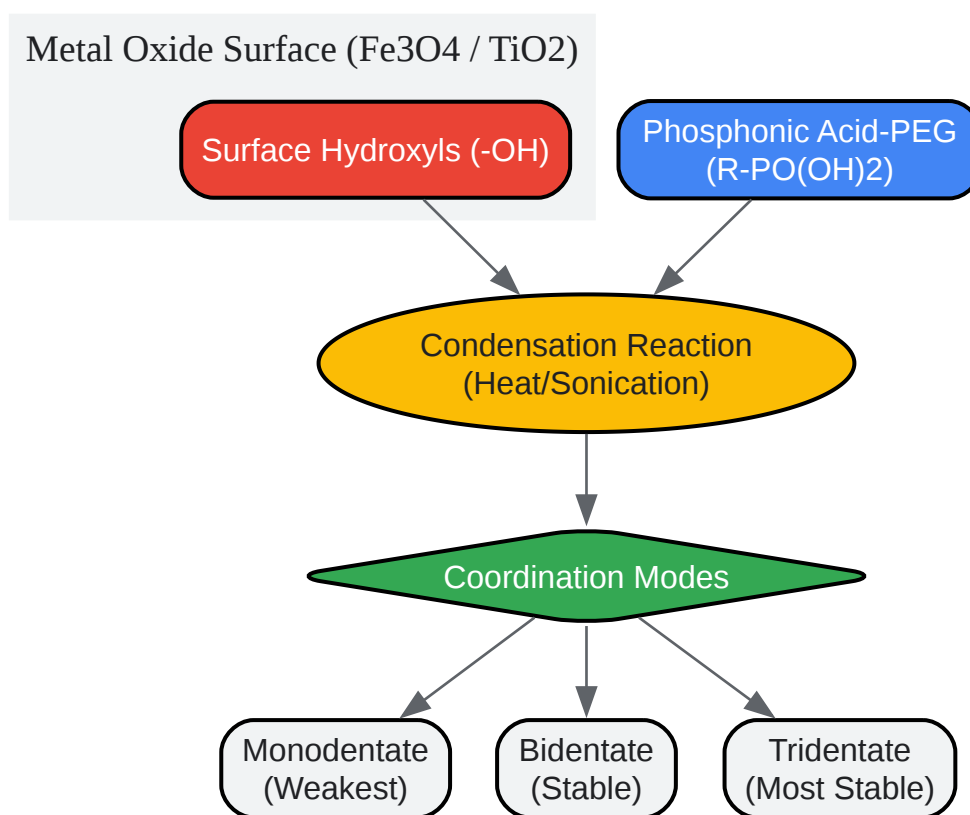 Metal Oxide Surface (Fe3O4 / TiO2)
Surface Hydroxyls (-OH)
Phosphonic Acid-PEG
(R-PO(OH)2)
Condensation Reaction
(Heat/Sonication)
Coordination Modes
Monodentate
(Weakest)
Bidentate
(Stable)
Tridentate
(Most Stable)